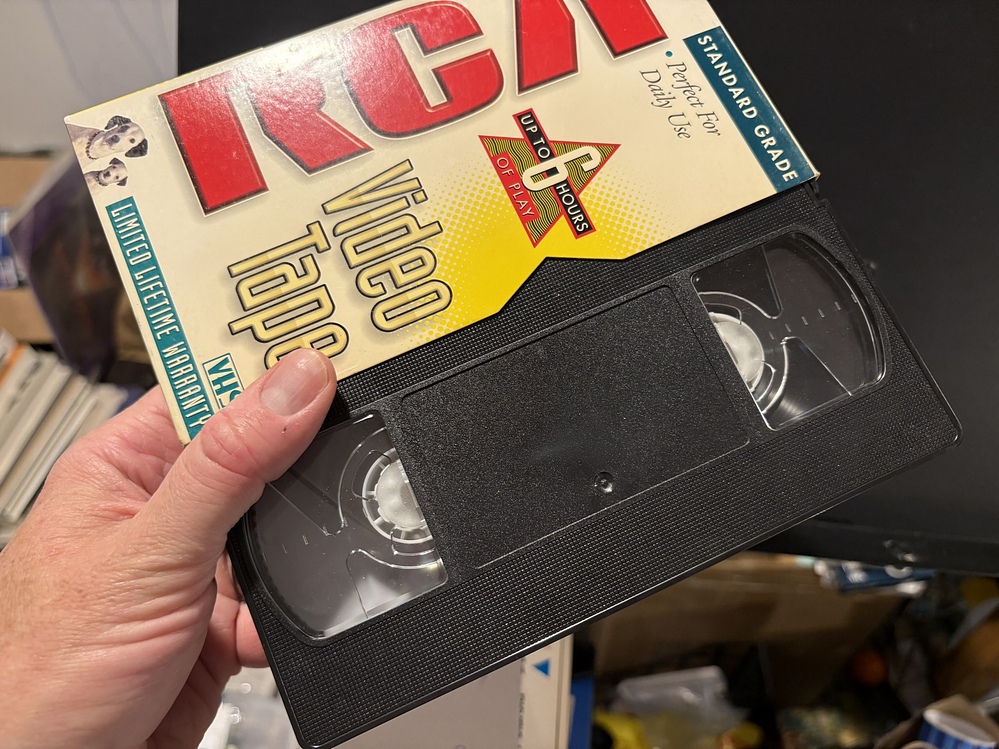 RCA
STANDARD GRADE
• Perfect For
Daily Use
UP TO 6 HOURS
OF PLAY
Video
Tape
LIMITED LIFETIME WARRANTY
VHS